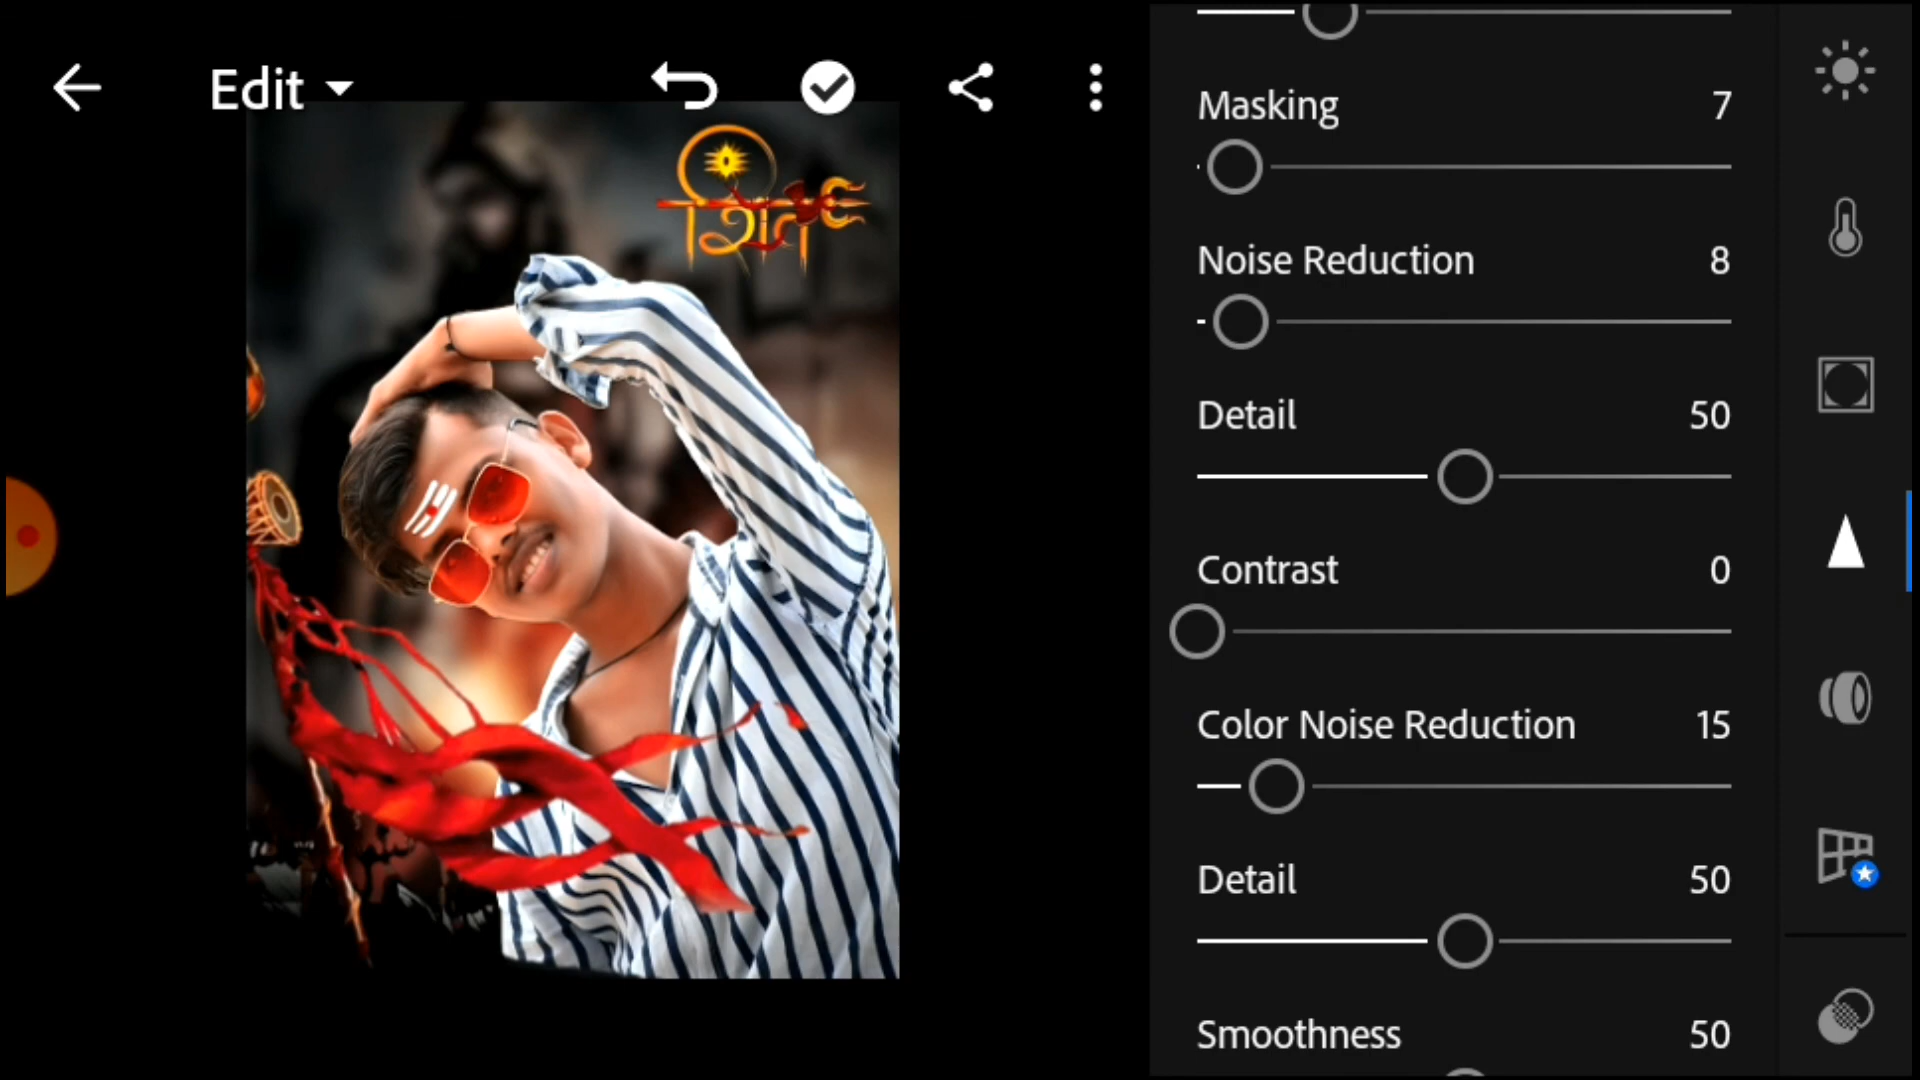 Edit
शिव
Masking 7
Noise Reduction 8
Detail 50
Contrast 0
Color Noise Reduction 15
Detail 50
Smoothness 50